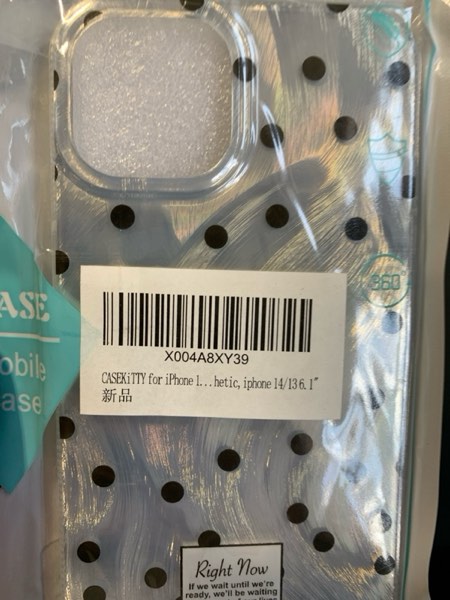 360°
ASE
obile
ase
X004A8XY39
CASEKiTTY for iPhone 1...hetic, iphone 14/13 6.1"
新品
Right Now
If we wait until we're
ready, we'll be waiting